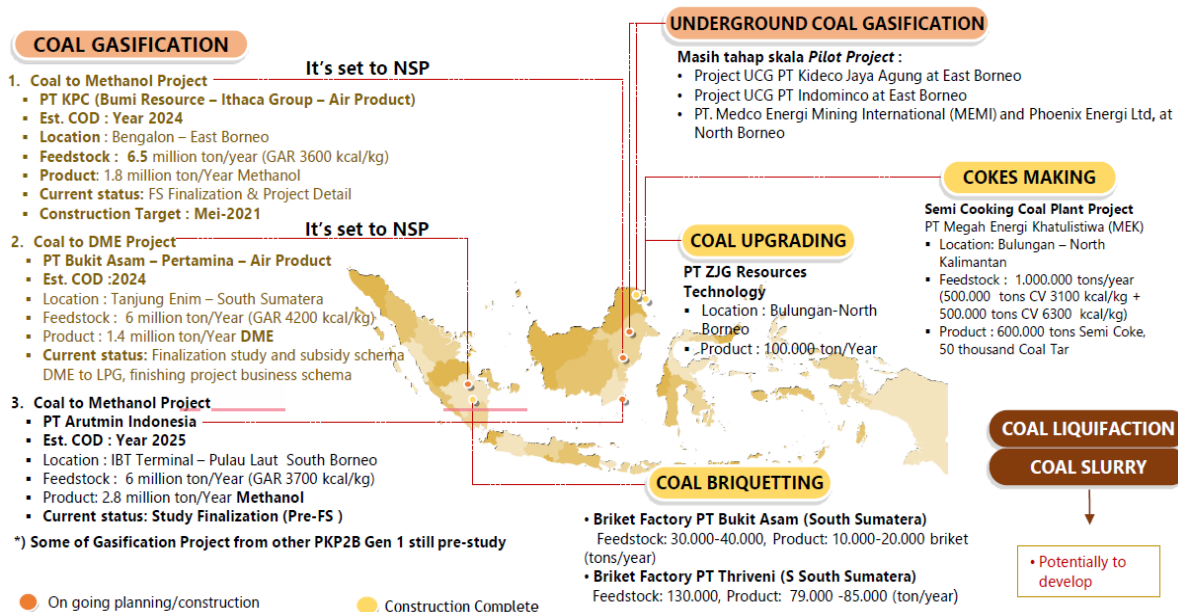 COAL GASIFICATION
It's set to NSP
1. Coal to Methanol Project
▪ PT KPC (Bumi Resource – Ithaca Group – Air Product)
▪ Est. COD : Year 2024
▪ Location : Bengalon – East Borneo
▪ Feedstock : 6.5 million ton/year (GAR 3600 kcal/kg)
▪ Product: 1.8 million ton/Year Methanol
▪ Current status: FS Finalization & Project Detail
▪ Construction Target : Mei-2021
It's set to NSP
2. Coal to DME Project
▪ PT Bukit Asam – Pertamina – Air Product
▪ Est. COD :2024
▪ Location : Tanjung Enim – South Sumatera
▪ Feedstock : 6 million ton/Year (GAR 4200 kcal/kg)
▪ Product : 1.4 million ton/Year DME
▪ Current status: Finalization study and subsidy schema
DME to LPG, finishing project business schema
3. Coal to Methanol Project
▪ PT Arutmin Indonesia
▪ Est. COD : Year 2025
▪ Location : IBT Terminal – Pulau Laut South Borneo
▪ Feedstock : 6 million ton/Year (GAR 3700 kcal/kg)
▪ Product: 2.8 million ton/Year Methanol
▪ Current status: Study Finalization (Pre-FS )
*) Some of Gasification Project from other PKP2B Gen 1 still pre-study
On going planning/construction
Construction Complete
UNDERGROUND COAL GASIFICATION
Masih tahap skala Pilot Project :
• Project UCG PT Kideco Jaya Agung at East Borneo
• Project UCG PT Indominco at East Borneo
• PT. Medco Energi Mining International (MEMI) and Phoenix Energi Ltd, at
North Borneo
COAL UPGRADING
PT ZJG Resources
Technology
▪ Location : Bulungan-North
Borneo
▪ Product : 100.000 ton/Year
COKES MAKING
Semi Cooking Coal Plant Project
PT Megah Energi Khatulistiwa (MEK)
▪ Location: Bulungan – North
Kalimantan
▪ Feedstock : 1.000.000 tons/year
(500.000 tons CV 3100 kcal/kg +
500.000 tons CV 6300 kcal/kg)
▪ Product : 600.000 tons Semi Coke,
50 thousand Coal Tar
COAL BRIQUETTING
• Briket Factory PT Bukit Asam (South Sumatera)
Feedstock: 30.000-40.000, Product: 10.000-20.000 briket
(tons/year)
• Briket Factory PT Thriveni (S South Sumatera)
Feedstock: 130.000, Product: 79.000 -85.000 (ton/year)
COAL LIQUIFACTION
COAL SLURRY
• Potentially to
develop